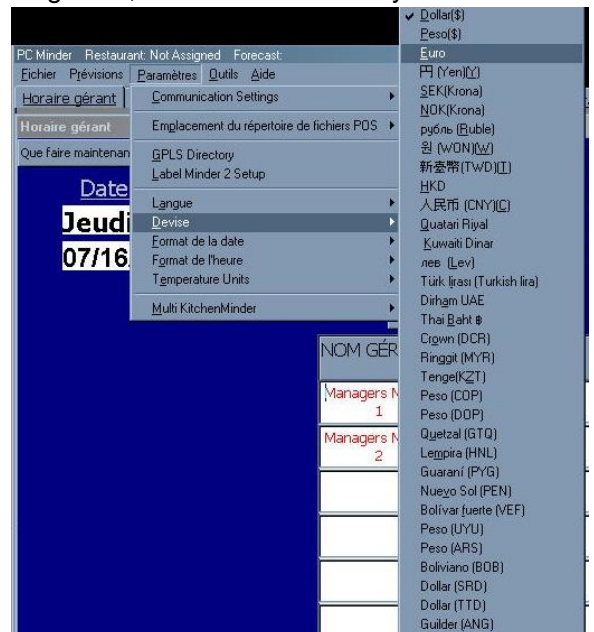 Dollar($)
Peso($)
PC Minder Restaurant: Not Assigned Forecast:
Euro
Fichier Prévisions Paramètres Outils Aide
円 (Yen)(Y)
Horaire gérant
Communication Settings
SEK(Krona)
NOK(Krona)
Horaire gérant
Emplacement du répertoire de fichiers POS
рубль (Ruble)
Que faire maintenan
GPLS Directory
원 (WON)(W)
Label Minder 2 Setup
新臺幣(TWD)(T)
Date
HKD
Langue
人民币 (CNY)(C)
Jeudi
Devise
Quatari Riyal
Format de la date
Kuwaiti Dinar
07/16
Format de l'heure
лев (Lev)
Temperature Units
Türk lirası (Turkish lira)
Multi KitchenMinder
Dirham UAE
Thai Baht ฿
NOM GÉR
Crown (DCR)
Ringgit (MYR)
Tenge(KZT)
Managers N
1
Peso (COP)
Peso (DOP)
Managers N
2
Quetzal (GTQ)
Lempira (HNL)
Guaraní (PYG)
Nuevo Sol (PEN)
Bolívar fuerte (VEF)
Peso (UYU)
Peso (ARS)
Boliviano (BOB)
Dollar (SRD)
Dollar (TTD)
Guilder (ANG)